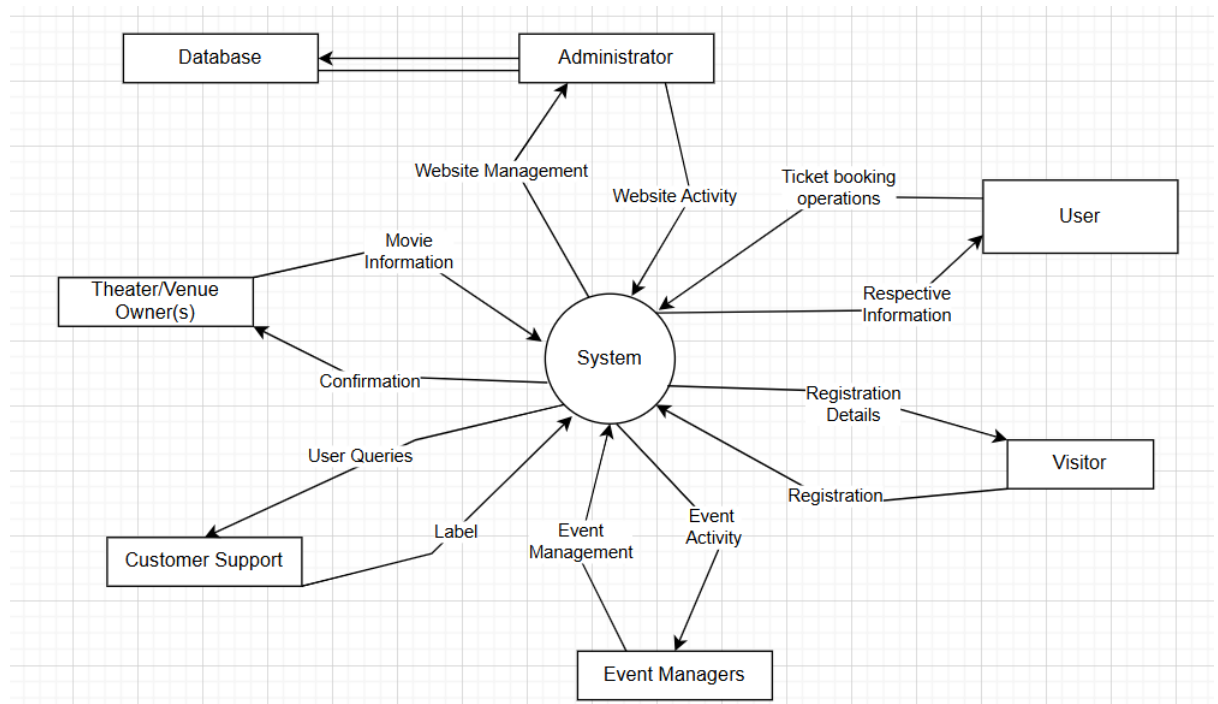 Database
Administrator
Website Management
Website Activity
Ticket booking
operations
User
Movie
Information
Theater/Venue
Owner(s)
Respective
Information
System
Confirmation
Registration
Details
User Queries
Visitor
Registration
Label
Event
Management
Event
Activity
Customer Support
Event Managers